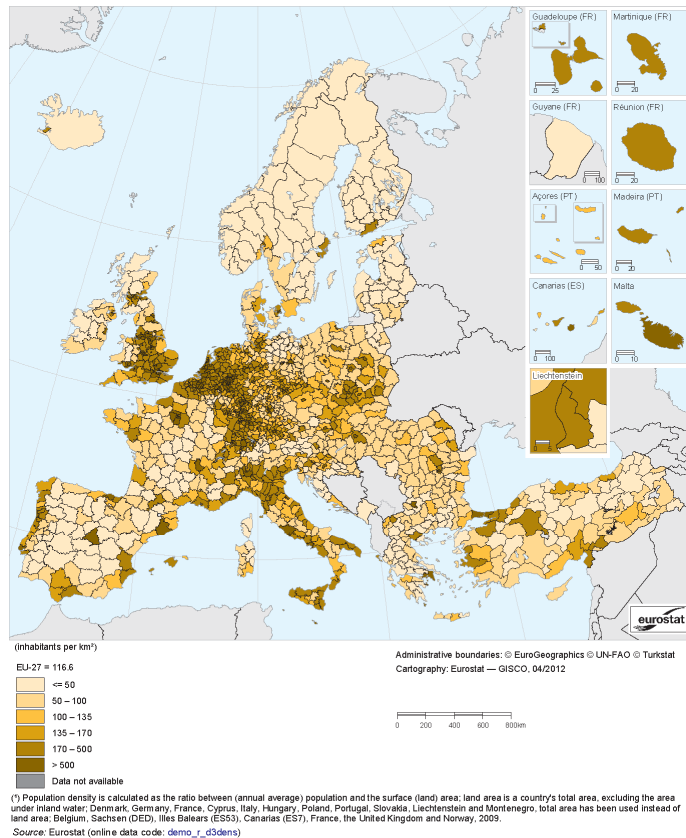 Guadeloupe (FR)
Martinique (FR)
0 25
0 20
Guyane (FR)
Réunion (FR)
0 100
0 20
Açores (PT)
Madeira (PT)
0 50
0 20
Canarias (ES)
Malta
0 100
0 10
Liechtenstein
0 5
eurostat
(inhabitants per km²)
EU-27 = 116.6
<= 50
50 – 100
100 – 135
135 – 170
170 – 500
> 500
Data not available
Administrative boundaries: © EuroGeographics © UN-FAO © Turkstat
Cartography: Eurostat — GISCO, 04/2012
0 200 400 600 800km
(*) Population density is calculated as the ratio between (annual average) population and the surface (land) area; land area is a country's total area, excluding the area
under inland water; Denmark, Germany, France, Cyprus, Italy, Hungary, Poland, Portugal, Slovakia, Liechtenstein and Montenegro, total area has been used instead of
land area; Belgium, Sachsen (DED), Illes Balears (ES53), Canarias (ES7), France, the United Kingdom and Norway, 2009.
Source: Eurostat (online data code: demo_r_d3dens)